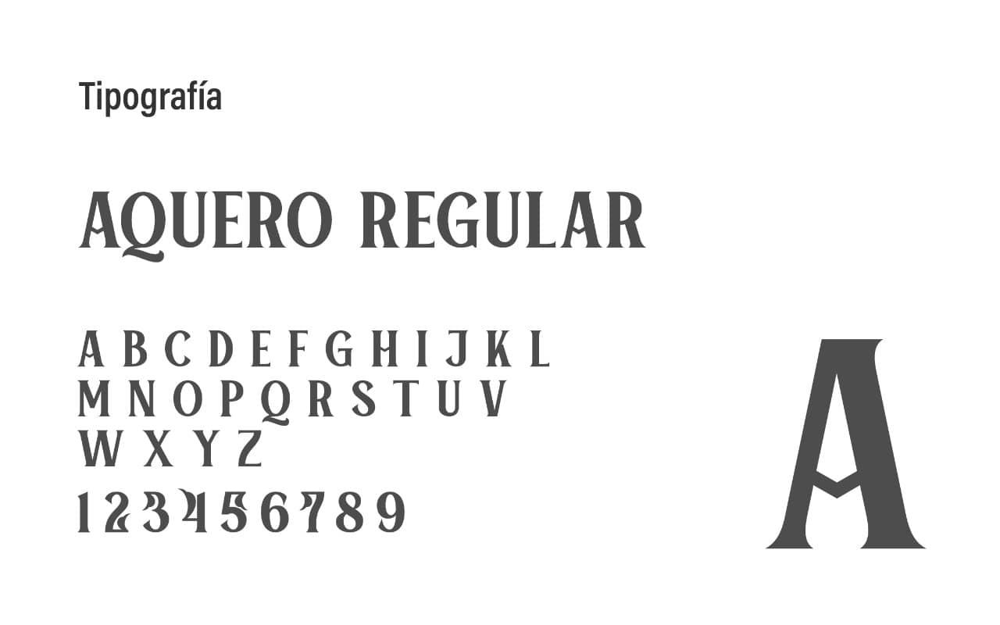 Tipografía
AQUERO REGULAR
A B C D E F G H I J K L
M N O P Q R S T U V
W X Y Z
1 2 3 4 5 6 7 8 9
A